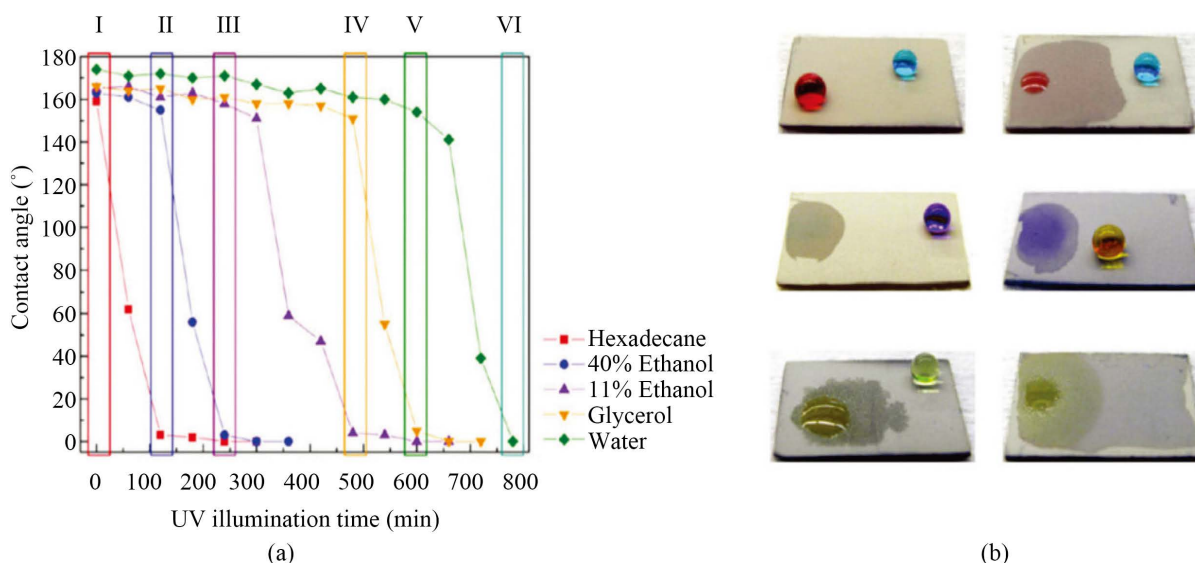 I II III IV V VI
180
160
140
120
100
80
60
40
20
0
Contact angle (°)
0 100 200 300 400 500 600 700 800
UV illumination time (min)
Hexadecane
40% Ethanol
11% Ethanol
Glycerol
Water
(a)
(b)